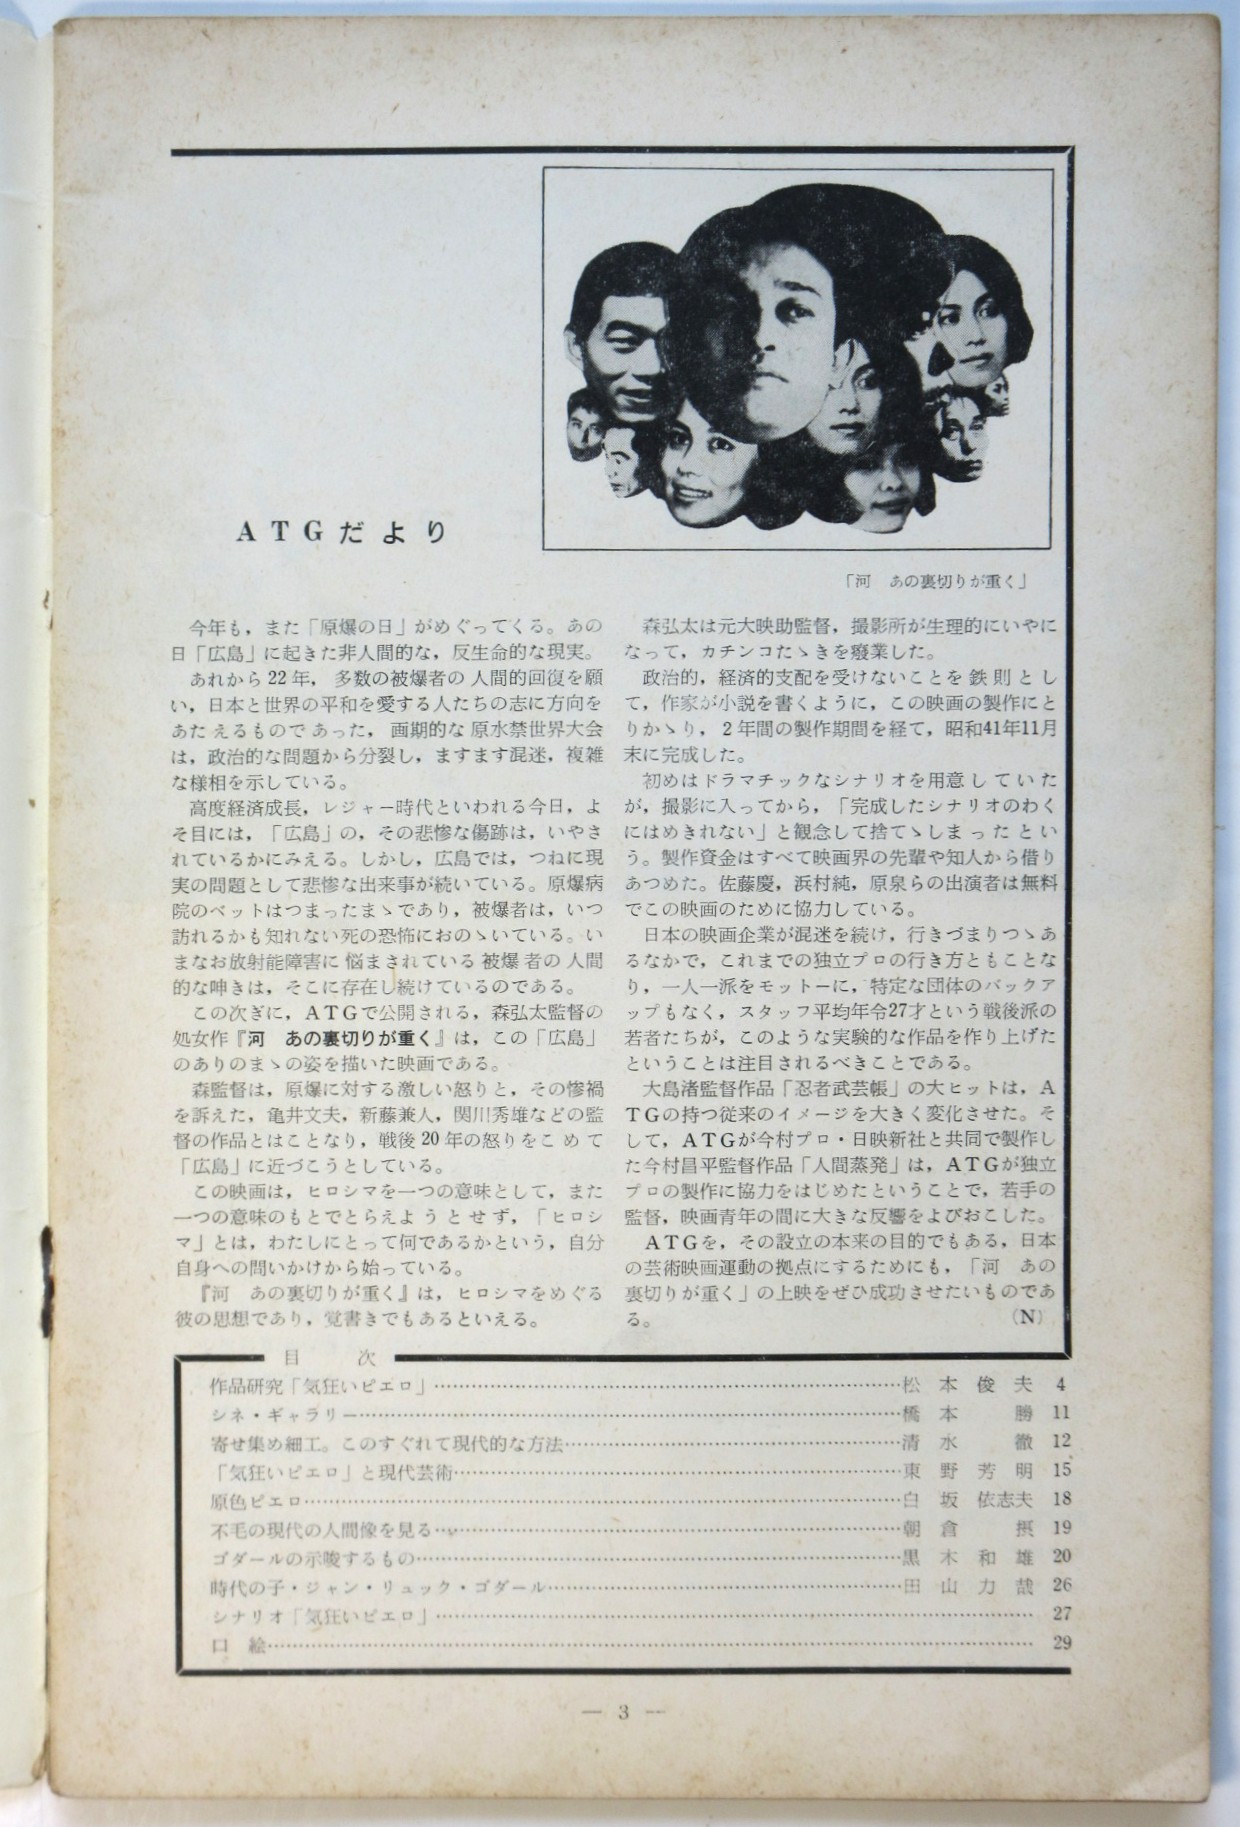 ATGだより
「河　あの裏切りが重く」
今年も，また「原爆の日」がめぐってくる。あの
日「広島」に起きた非人間的な，反生命的な現実。
あれから22年，多数の被爆者の人間的回復を願
い，日本と世界の平和を愛する人たちの志に方向を
あたえるものであった，画期的な原水禁世界大会
は，政治的な問題から分裂し，ますます混迷，複雑
な様相を示している。
高度経済成長，レジャー時代といわれる今日，よ
そ目には，「広島」の，その悲惨な傷跡は，いやさ
れているかにみえる。しかし，広島では，つねに現
実の問題として悲惨な出来事が続いている。原爆病
院のベットはつまったまゝであり，被爆者は，いつ
訪れるかも知れない死の恐怖におのゝいている。い
まなお放射能障害に悩まされている被爆者の人間
的な呻きは，そこに存在し続けているのである。
この次ぎに，ATGで公開される，森弘太監督の
処女作『河　あの裏切りが重く』は，この「広島」
のありのまゝの姿を描いた映画である。
森監督は，原爆に対する激しい怒りと，その惨禍
を訴えた，亀井文夫，新藤兼人，関川秀雄などの監
督の作品とはことなり，戦後20年の怒りをこめて
「広島」に近づこうとしている。
この映画は，ヒロシマを一つの意味として，また
一つの意味のもとでとらえようとせず，「ヒロシ
マ」とは，わたしにとって何であるかという，自分
自身への問いかけから始っている。
『河　あの裏切りが重く』は，ヒロシマをめぐる
彼の思想であり，覚書きでもあるといえる。
森弘太は元大映助監督，撮影所が生理的にいやに
なって，カチンコたゝきを廢業した。
政治的，経済的支配を受けないことを鉄則とし
て，作家が小説を書くように，この映画の製作にと
りかゝり，2年間の製作期間を経て，昭和41年11月
末に完成した。
初めはドラマチックなシナリオを用意していた
が，撮影に入ってから，「完成したシナリオのわく
にはめきれない」と観念して捨てゝしまったとい
う。製作資金はすべて映画界の先輩や知人から借り
あつめた。佐藤慶，浜村純，原泉らの出演者は無料
でこの映画のために協力している。
日本の映画企業が混迷を続け，行きづまりつゝあ
るなかで，これまでの独立プロの行き方ともことな
り，一人一派をモットーに，特定な団体のバックア
ップもなく，スタッフ平均年令27才という戦後派の
若者たちが，このような実験的な作品を作り上げた
ということは注目されるべきことである。
大島渚監督作品「忍者武芸帳」の大ヒットは，A
TGの持つ従来のイメージを大きく変化させた。そ
して，ATGが今村プロ・日映新社と共同で製作し
た今村昌平監督作品「人間蒸発」は，ATGが独立
プロの製作に協力をはじめたということで，若手の
監督，映画青年の間に大きな反響をよびおこした。
ATGを，その設立の本来の目的でもある，日本
の芸術映画運動の拠点にするためにも，「河　あの
裏切りが重く」の上映をぜひ成功させたいものであ
る。　（N）
目　次
作品研究「気狂いピエロ」……松本俊夫 4
シネ・ギャラリー……橋本　勝 11
寄せ集め細工。このすぐれて現代的な方法……清水　徹 12
「気狂いピエロ」と現代芸術……東野芳明 15
原色ピエロ……白坂依志夫 18
不毛の現代の人間像を見る……朝倉　摂 19
ゴダールの示唆するもの……黒木和雄 20
時代の子・ジャン・リュック・ゴダール……田山力哉 26
シナリオ「気狂いピエロ」……27
口　絵……29
— 3 —